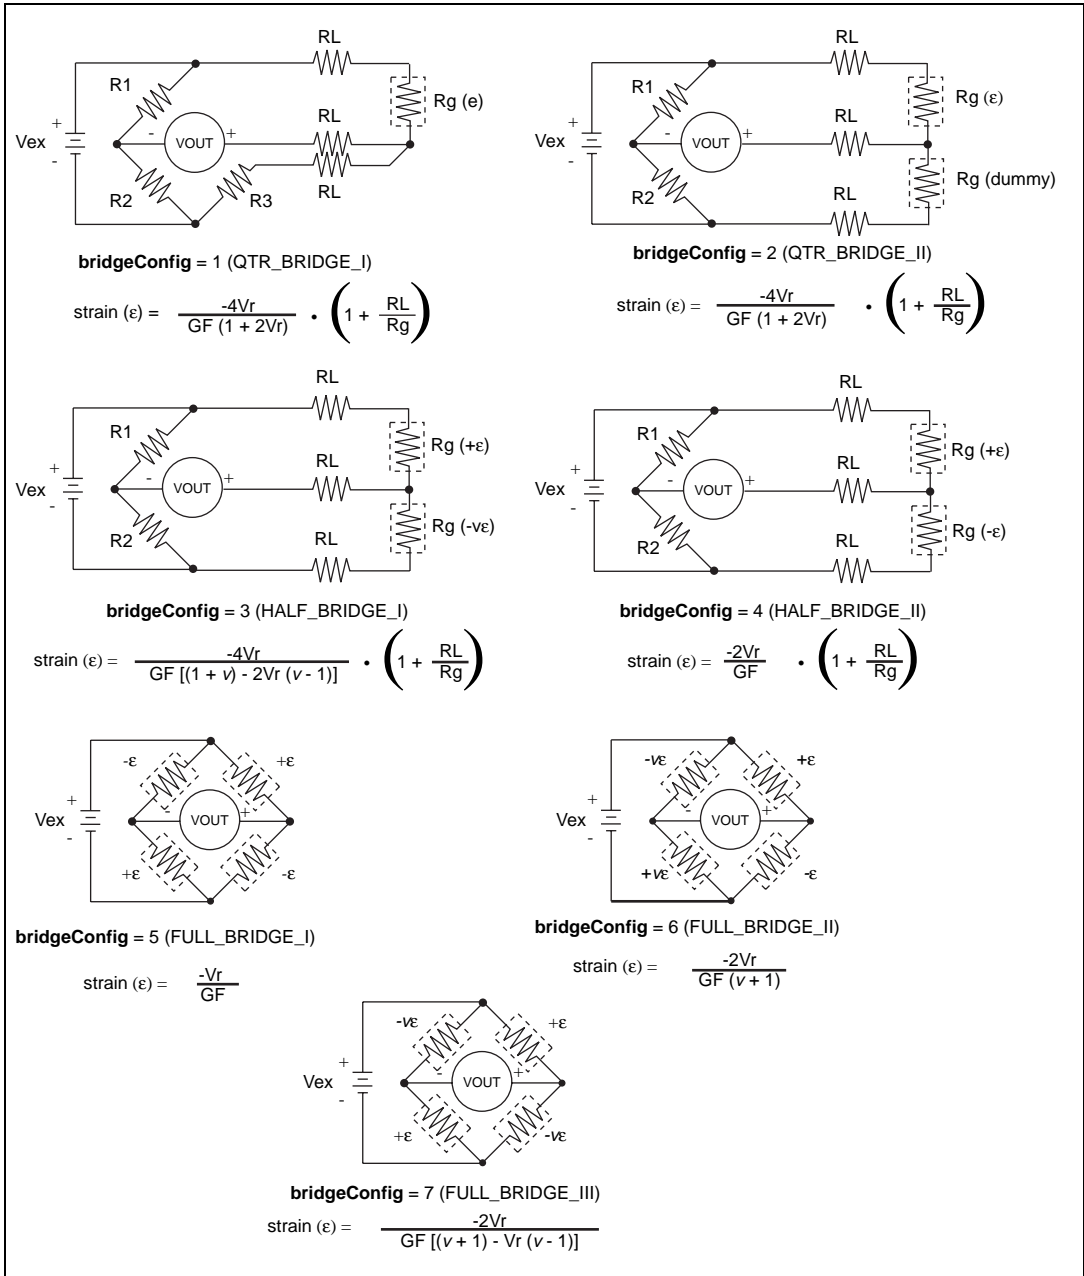 RL
R1
Rg (e)
+
Vex
-
-
VOUT
+
RL
R2
R3
RL
bridgeConfig = 1 (QTR_BRIDGE_I)
strain (ε) = -4Vr / GF (1 + 2Vr) • (1 + RL / Rg)
RL
R1
Rg (ε)
+
Vex
-
-
VOUT
+
RL
R2
RL
Rg (dummy)
bridgeConfig = 2 (QTR_BRIDGE_II)
strain (ε) = -4Vr / GF (1 + 2Vr) • (1 + RL / Rg)
RL
R1
Rg (+ε)
+
Vex
-
-
VOUT
+
RL
R2
RL
Rg (-vε)
bridgeConfig = 3 (HALF_BRIDGE_I)
strain (ε) = -4Vr / GF [(1 + v) - 2Vr (v - 1)] • (1 + RL / Rg)
RL
R1
Rg (+ε)
+
Vex
-
-
VOUT
+
RL
R2
RL
Rg (-ε)
bridgeConfig = 4 (HALF_BRIDGE_II)
strain (ε) = -2Vr / GF • (1 + RL / Rg)
-ε
+ε
+
Vex
-
-
VOUT
+
+ε
-ε
bridgeConfig = 5 (FULL_BRIDGE_I)
strain (ε) = -Vr / GF
-vε
+ε
+
Vex
-
-
VOUT
+
+vε
-ε
bridgeConfig = 6 (FULL_BRIDGE_II)
strain (ε) = -2Vr / GF (v + 1)
-vε
+ε
+
Vex
-
-
VOUT
+
+ε
-vε
bridgeConfig = 7 (FULL_BRIDGE_III)
strain (ε) = -2Vr / GF [(v + 1) - Vr (v - 1)]